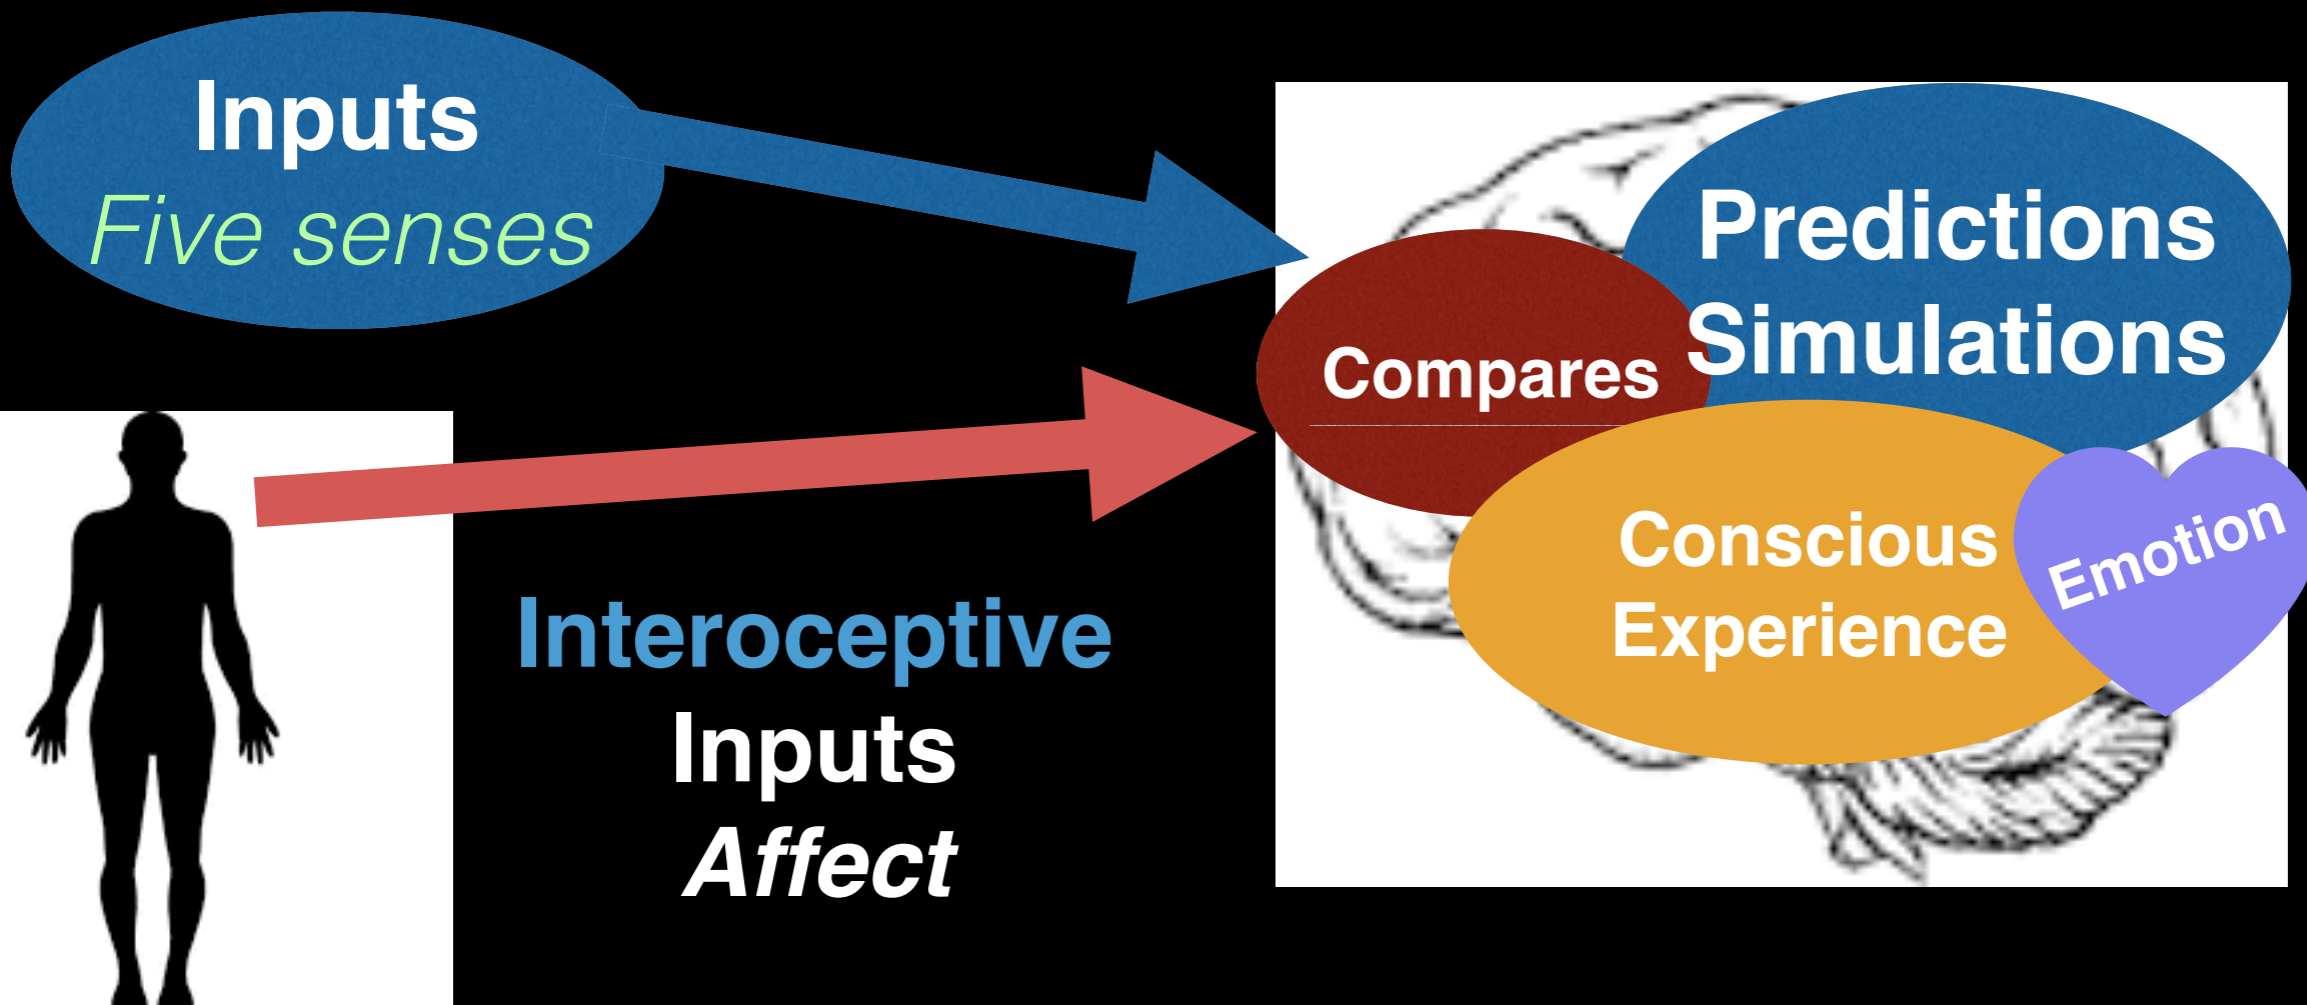 Inputs
Five senses
Predictions
Simulations
Compares
Conscious
Experience
Emotion
Interoceptive
Inputs
Affect